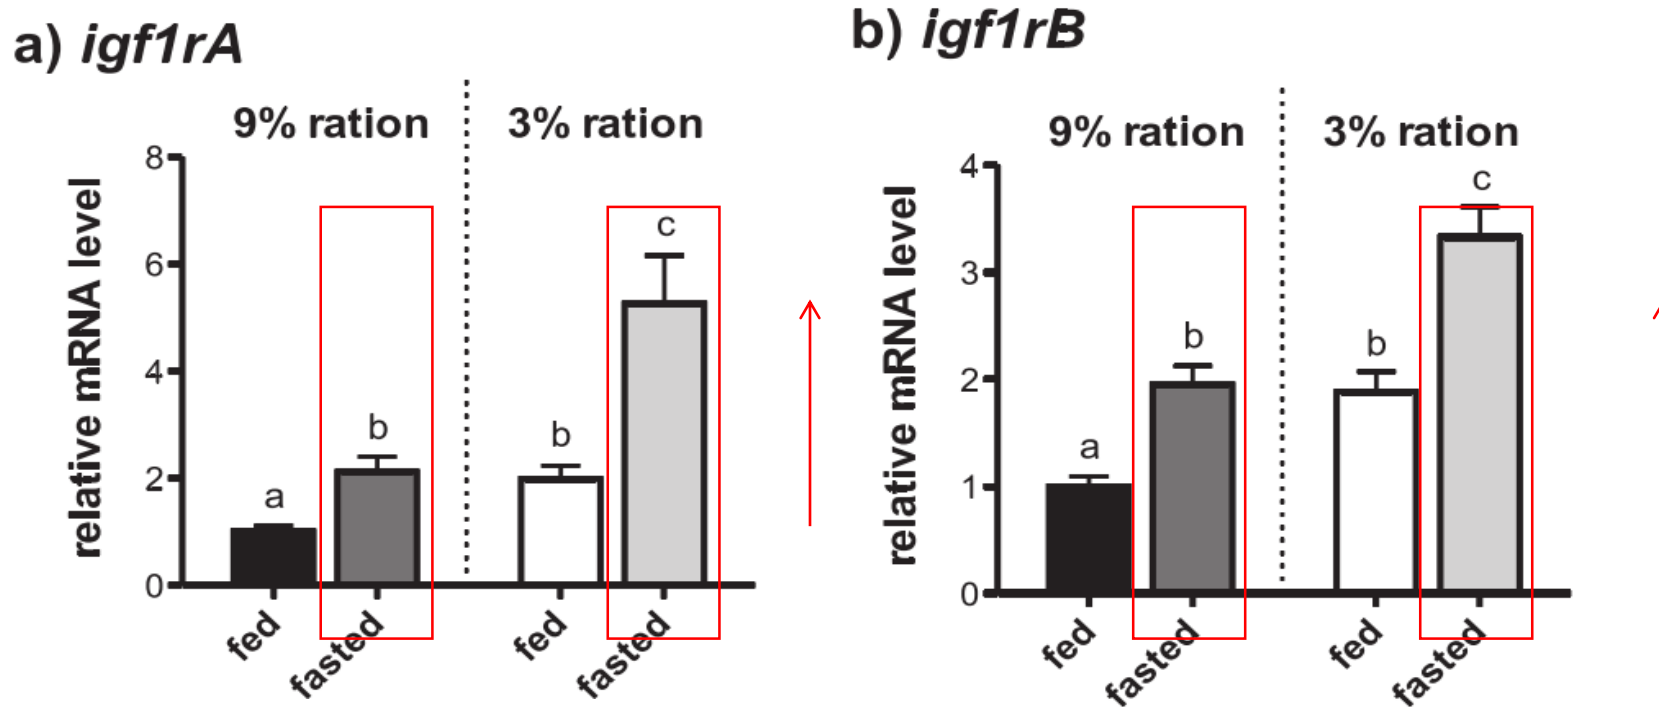 a) igf1rA
9% ration
3% ration
relative mRNA level
8
6
4
2
0
a
b
b
c
fed
fasted
fed
fasted
b) igf1rB
9% ration
3% ration
relative mRNA level
4
3
2
1
0
a
b
b
c
fed
fasted
fed
fasted